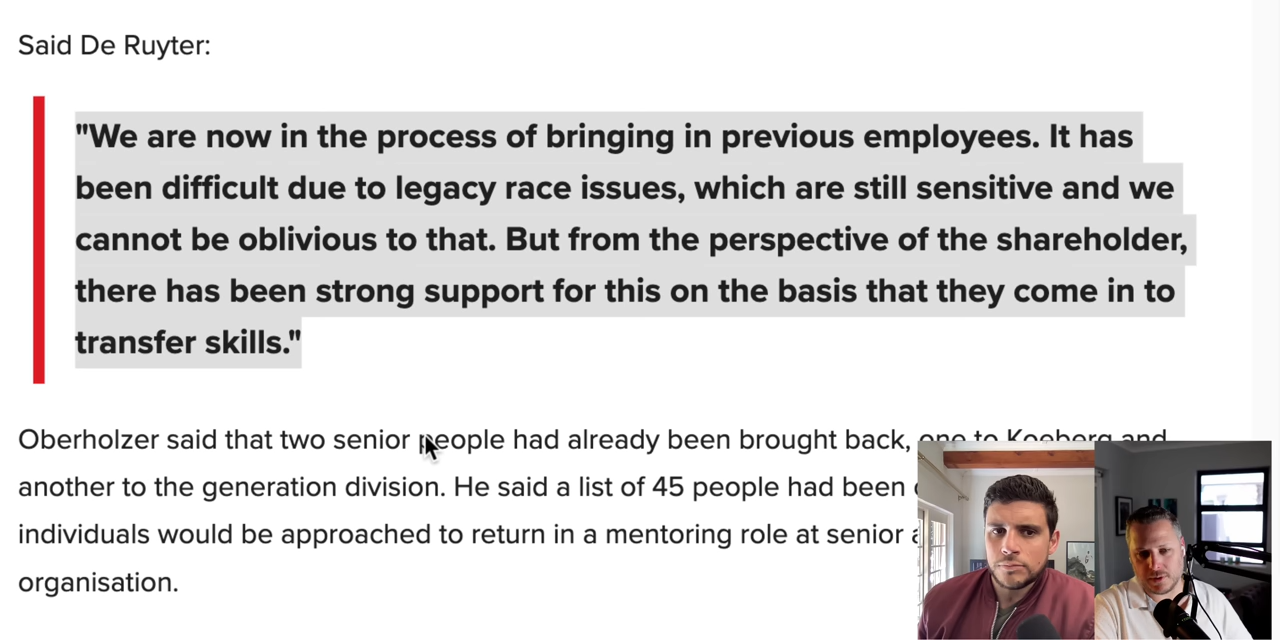 Said De Ruyter:
"We are now in the process of bringing in previous employees. It has
been difficult due to legacy race issues, which are still sensitive and we
cannot be oblivious to that. But from the perspective of the shareholder,
there has been strong support for this on the basis that they come in to
transfer skills."
Oberholzer said that two senior people had already been brought back, one to Koeberg and
another to the generation division. He said a list of 45 people had been
individuals would be approached to return in a mentoring role at senior
organisation.